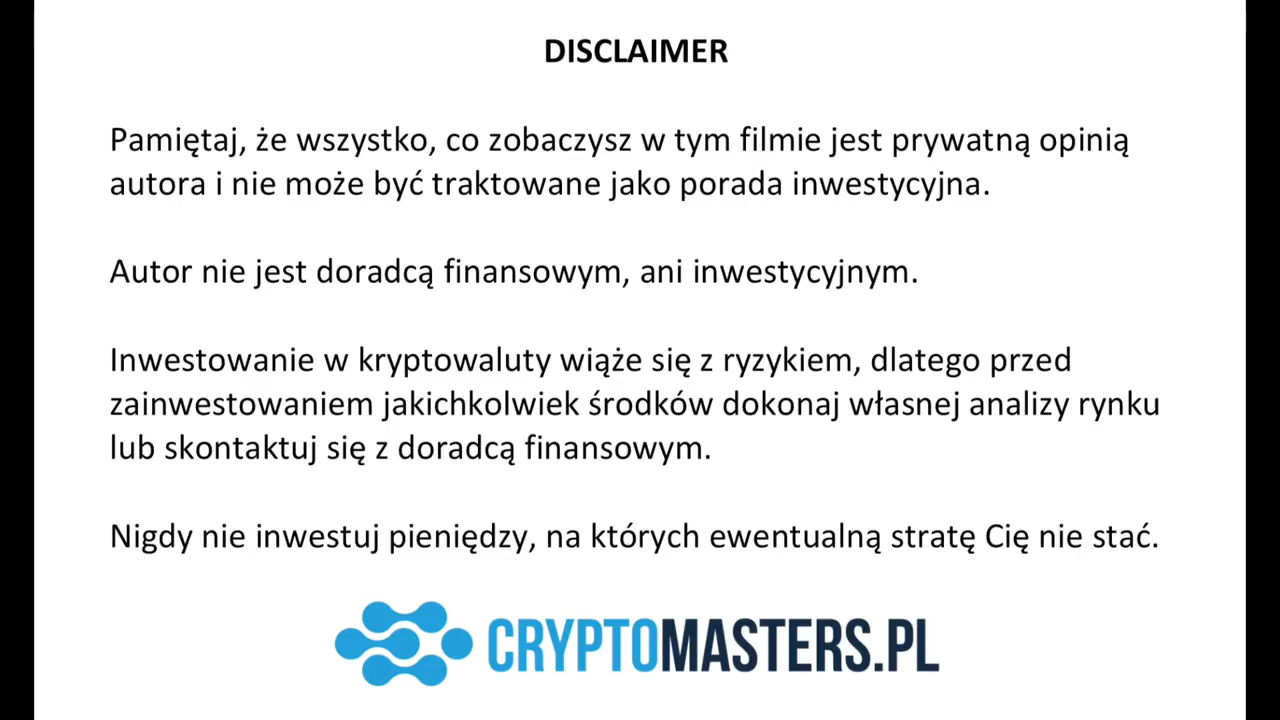 DISCLAIMER
Pamiętaj, że wszystko, co zobaczysz w tym filmie jest prywatną opinią
autora i nie może być traktowane jako porada inwestycyjna.
Autor nie jest doradcą finansowym, ani inwestycyjnym.
Inwestowanie w kryptowaluty wiąże się z ryzykiem, dlatego przed
zainwestowaniem jakichkolwiek środków dokonaj własnej analizy rynku
lub skontaktuj się z doradcą finansowym.
Nigdy nie inwestuj pieniędzy, na których ewentualną stratę Cię nie stać.
CRYPTOMASTERS.PL